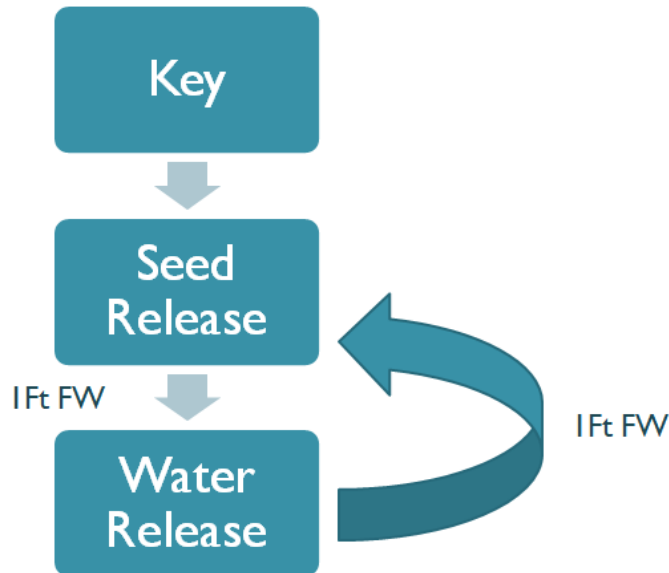 Key
Seed
Release
1Ft FW
1Ft FW
Water
Release